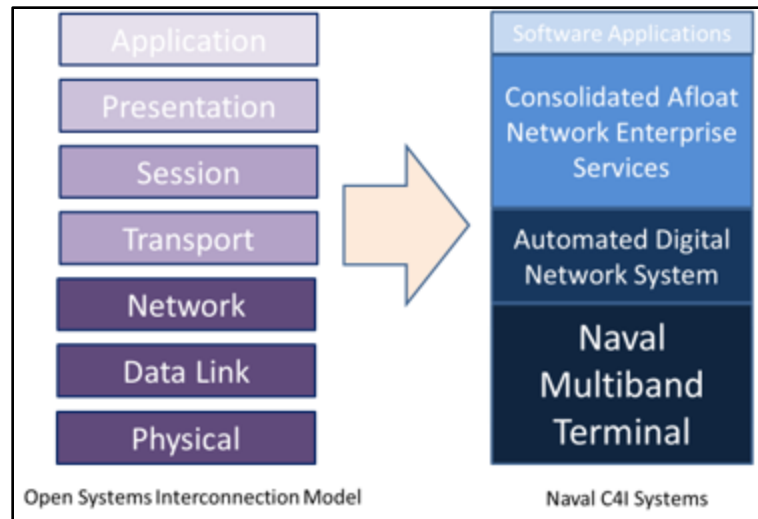 Application
Presentation
Session
Transport
Network
Data Link
Physical
Open Systems Interconnection Model
Software Applications
Consolidated Afloat
Network Enterprise
Services
Automated Digital
Network System
Naval
Multiband
Terminal
Naval C4I Systems